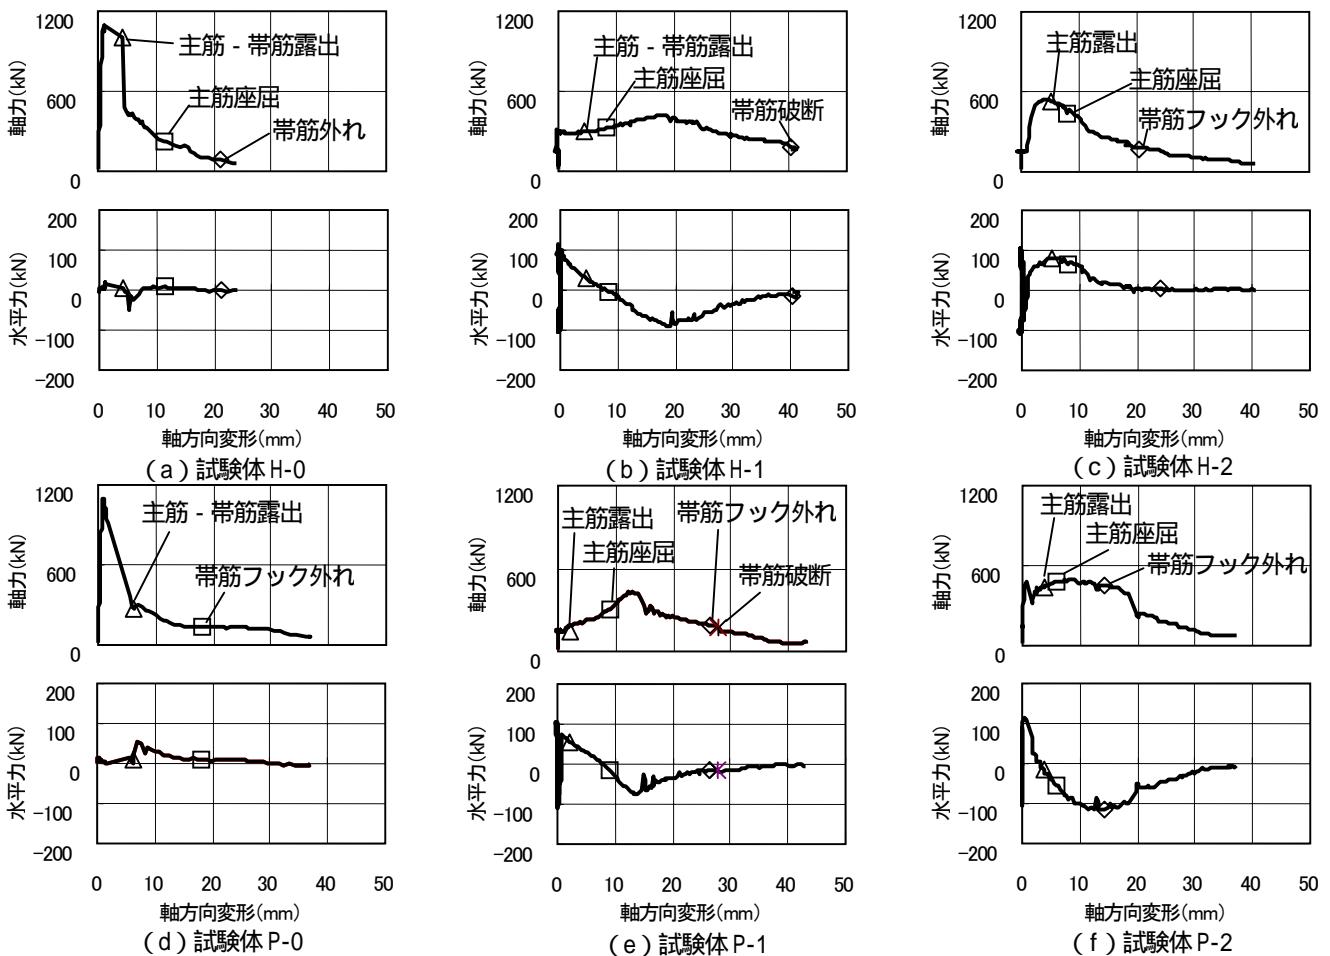 1200
600
0
軸力(kN)
主筋 - 帯筋露出
主筋座屈
帯筋外れ
200
100
0
-100
-200
水平力(kN)
0 10 20 30 40 50
軸方向変形(mm)
(a)試験体 H-0
1200
600
0
軸力(kN)
主筋 - 帯筋露出
主筋座屈
帯筋破断
200
100
0
-100
-200
水平力(kN)
0 10 20 30 40 50
軸方向変形(mm)
(b)試験体 H-1
1200
600
0
軸力(kN)
主筋露出
主筋座屈
帯筋フック外れ
200
100
0
-100
-200
水平力(kN)
0 10 20 30 40 50
軸方向変形(mm)
(c)試験体 H-2
1200
600
0
軸力(kN)
主筋 - 帯筋露出
帯筋フック外れ
200
100
0
-100
-200
水平力(kN)
0 10 20 30 40 50
軸方向変形(mm)
(d)試験体 P-0
1200
600
0
軸力(kN)
主筋露出
帯筋フック外れ
主筋座屈
帯筋破断
200
100
0
-100
-200
水平力(kN)
0 10 20 30 40 50
軸方向変形(mm)
(e)試験体 P-1
1200
600
0
軸力(kN)
主筋露出
主筋座屈
帯筋フック外れ
200
100
0
-100
-200
水平力(kN)
0 10 20 30 40 50
軸方向変形(mm)
(f)試験体 P-2